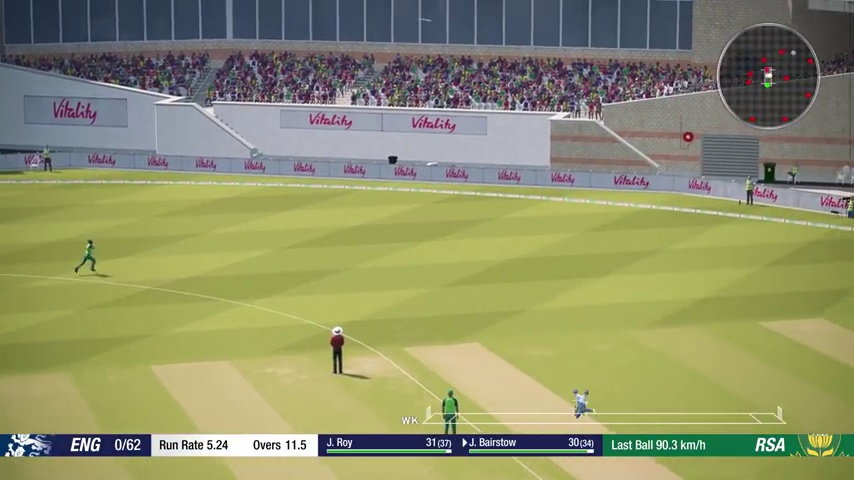 Vitality
Vitality Vitality
Vitality Vitality Vitality Vitality Vitality Vitality Vitality Vitality Vitality Vitality Vitality Vitality
WK
ENG 0/62 Run Rate 5.24 Overs 11.5 J. Roy 31 (37) J. Bairstow 30 (34) Last Ball 90.3 km/h RSA